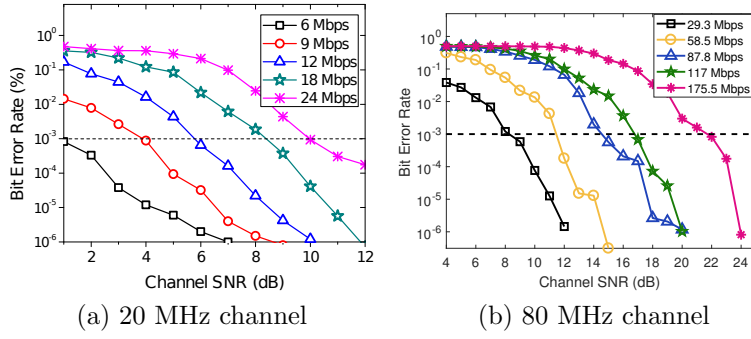 6 Mbps
9 Mbps
12 Mbps
18 Mbps
24 Mbps
Bit Error Rate (%)
10^0
10^-1
10^-2
10^-3
10^-4
10^-5
10^-6
2 4 6 8 10 12
Channel SNR (dB)
(a) 20 MHz channel
29.3 Mbps
58.5 Mbps
87.8 Mbps
117 Mbps
175.5 Mbps
Bit Error Rate
10^0
10^-1
10^-2
10^-3
10^-4
10^-5
10^-6
4 6 8 10 12 14 16 18 20 22 24
Channel SNR (dB)
(b) 80 MHz channel